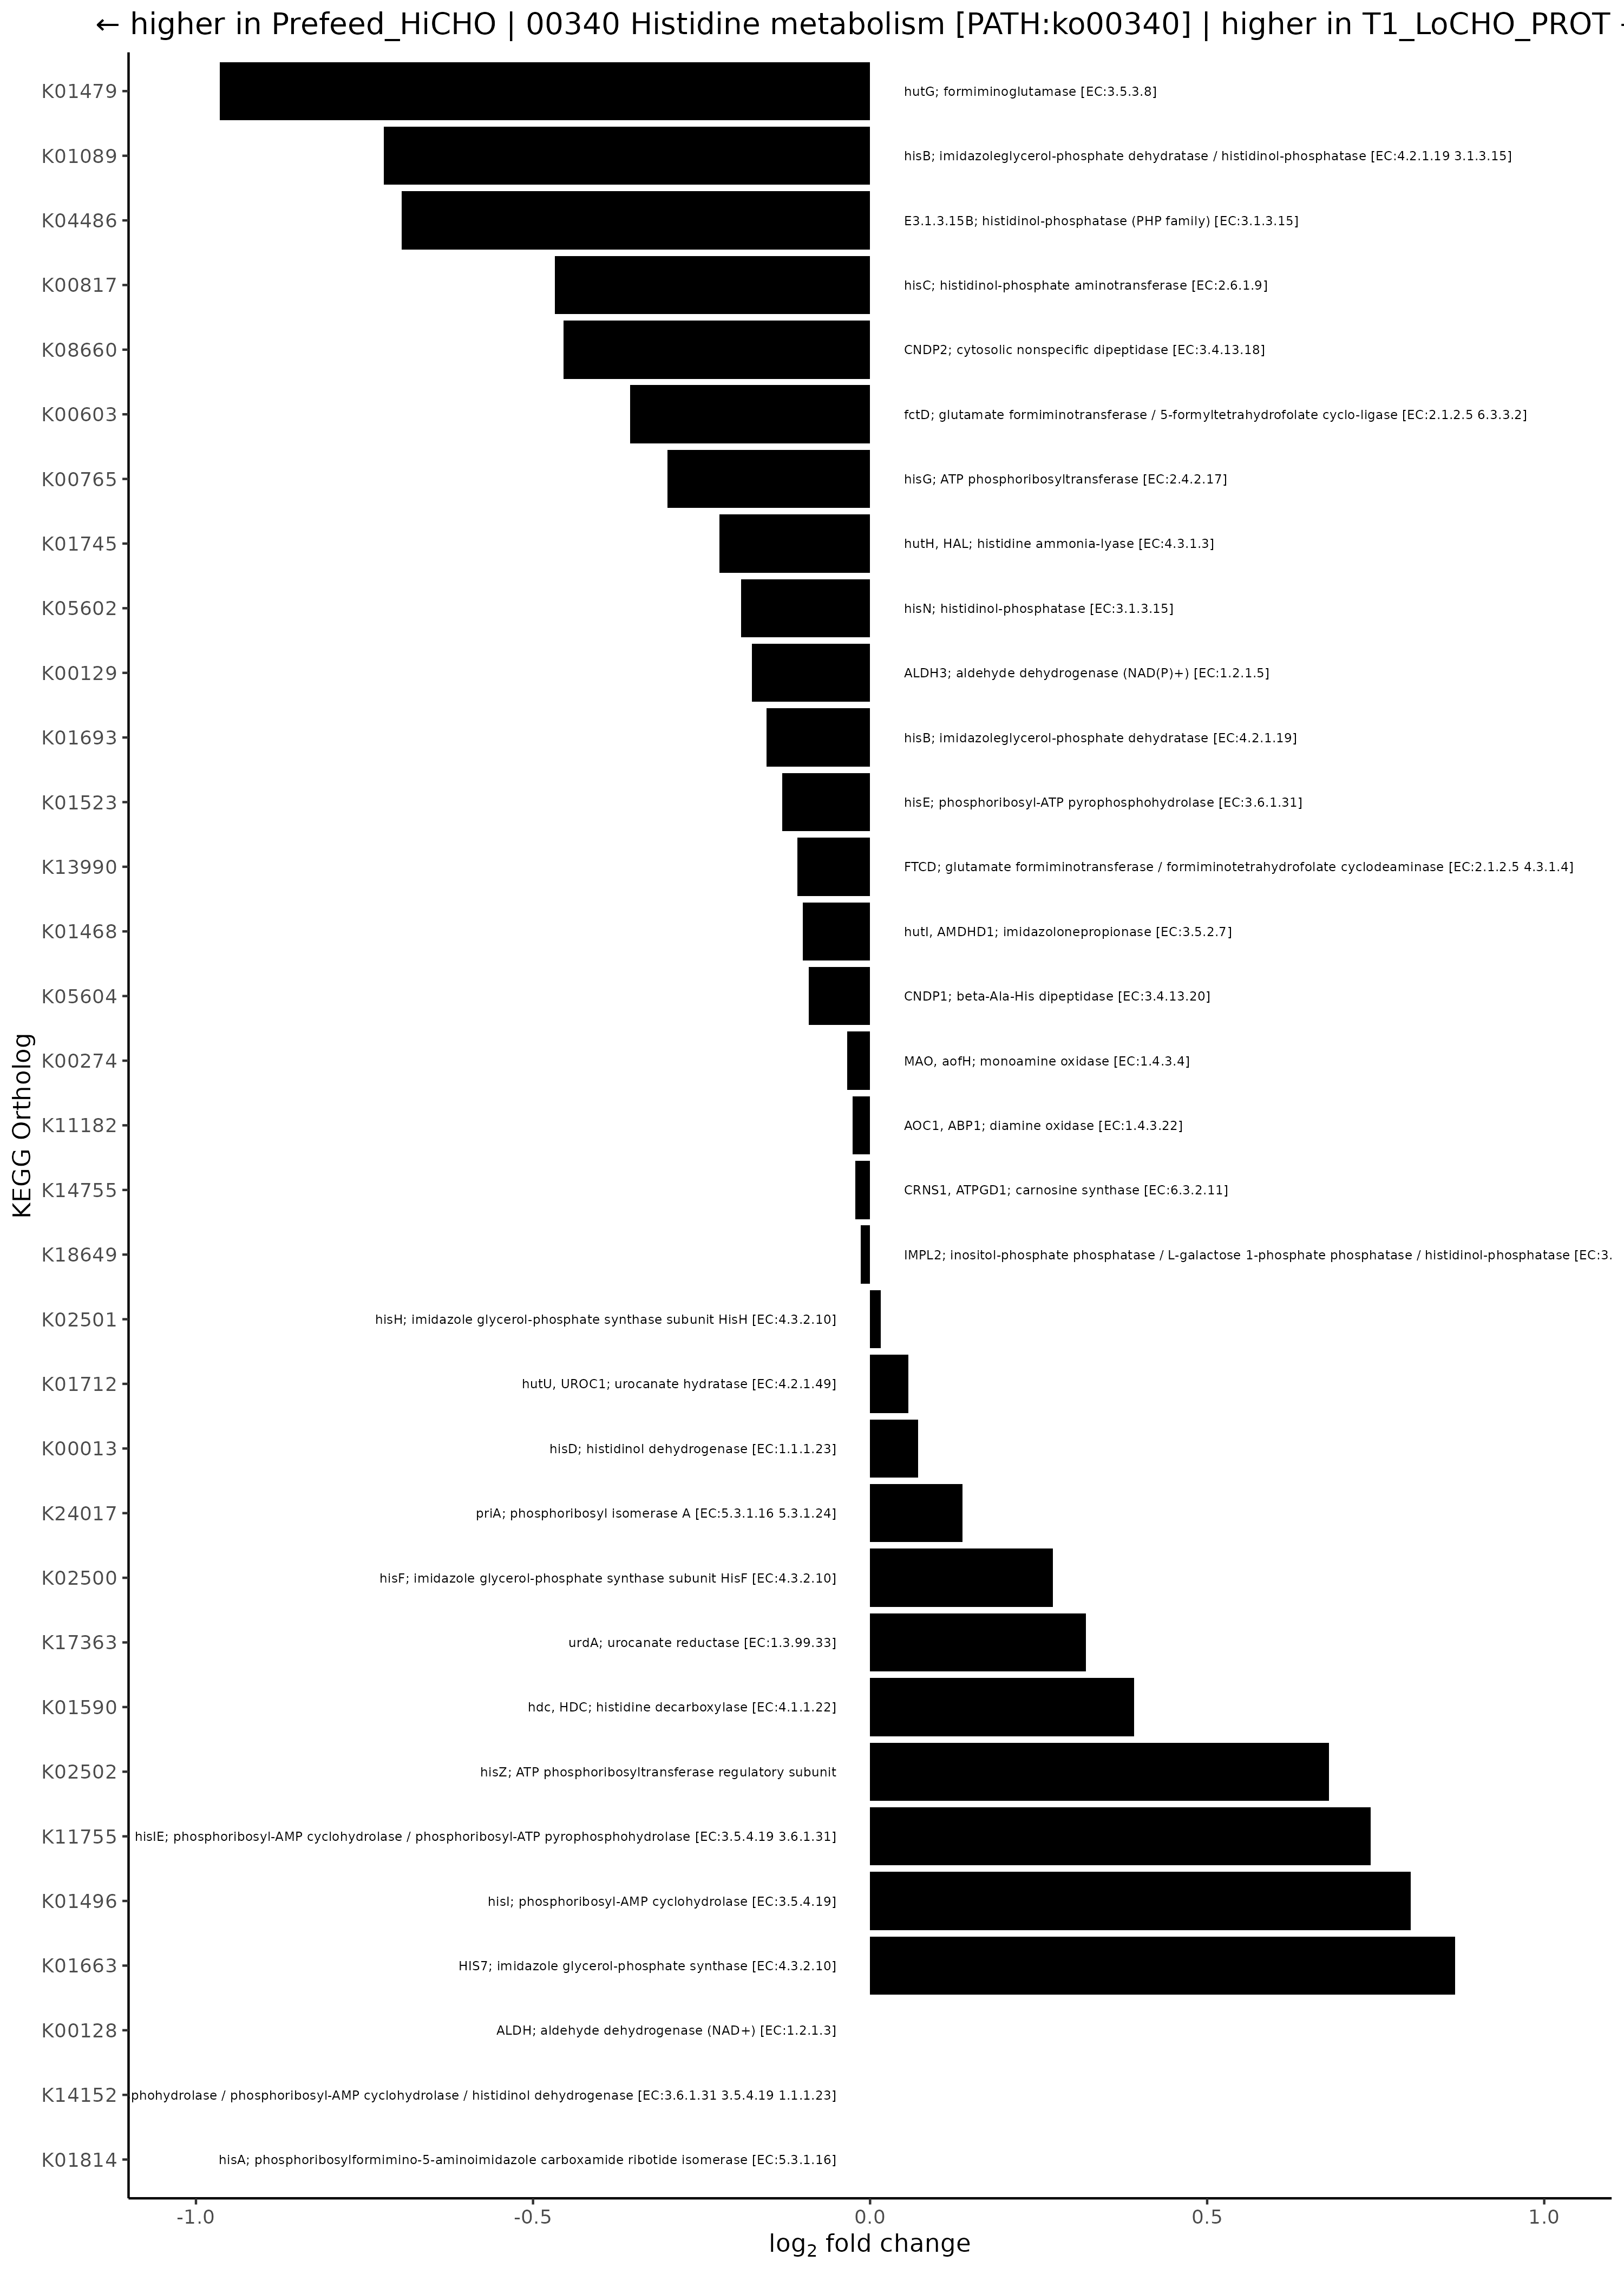 ← higher in Prefeed_HiCHO | 00340 Histidine metabolism [PATH:ko00340] | higher in T1_LoCHO_PROT
K01479 hutG; formiminoglutamase [EC:3.5.3.8]
K01089 hisB; imidazoleglycerol-phosphate dehydratase / histidinol-phosphatase [EC:4.2.1.19 3.1.3.15]
K04486 E3.1.3.15B; histidinol-phosphatase (PHP family) [EC:3.1.3.15]
K00817 hisC; histidinol-phosphate aminotransferase [EC:2.6.1.9]
K08660 CNDP2; cytosolic nonspecific dipeptidase [EC:3.4.13.18]
K00603 fctD; glutamate formiminotransferase / 5-formyltetrahydrofolate cyclo-ligase [EC:2.1.2.5 6.3.3.2]
K00765 hisG; ATP phosphoribosyltransferase [EC:2.4.2.17]
K01745 hutH, HAL; histidine ammonia-lyase [EC:4.3.1.3]
K05602 hisN; histidinol-phosphatase [EC:3.1.3.15]
K00129 ALDH3; aldehyde dehydrogenase (NAD(P)+) [EC:1.2.1.5]
K01693 hisB; imidazoleglycerol-phosphate dehydratase [EC:4.2.1.19]
K01523 hisE; phosphoribosyl-ATP pyrophosphohydrolase [EC:3.6.1.31]
K13990 FTCD; glutamate formiminotransferase / formiminotetrahydrofolate cyclodeaminase [EC:2.1.2.5 4.3.1.4]
K01468 hutI, AMDHD1; imidazolonepropionase [EC:3.5.2.7]
K05604 CNDP1; beta-Ala-His dipeptidase [EC:3.4.13.20]
K00274 MAO, aofH; monoamine oxidase [EC:1.4.3.4]
K11182 AOC1, ABP1; diamine oxidase [EC:1.4.3.22]
K14755 CRNS1, ATPGD1; carnosine synthase [EC:6.3.2.11]
K18649 IMPL2; inositol-phosphate phosphatase / L-galactose 1-phosphate phosphatase / histidinol-phosphatase [EC:3.
K02501 hisH; imidazole glycerol-phosphate synthase subunit HisH [EC:4.3.2.10]
K01712 hutU, UROC1; urocanate hydratase [EC:4.2.1.49]
K00013 hisD; histidinol dehydrogenase [EC:1.1.1.23]
K24017 priA; phosphoribosyl isomerase A [EC:5.3.1.16 5.3.1.24]
K02500 hisF; imidazole glycerol-phosphate synthase subunit HisF [EC:4.3.2.10]
K17363 urdA; urocanate reductase [EC:1.3.99.33]
K01590 hdc, HDC; histidine decarboxylase [EC:4.1.1.22]
K02502 hisZ; ATP phosphoribosyltransferase regulatory subunit
K11755 hisIE; phosphoribosyl-AMP cyclohydrolase / phosphoribosyl-ATP pyrophosphohydrolase [EC:3.5.4.19 3.6.1.31]
K01496 hisI; phosphoribosyl-AMP cyclohydrolase [EC:3.5.4.19]
K01663 HIS7; imidazole glycerol-phosphate synthase [EC:4.3.2.10]
K00128 ALDH; aldehyde dehydrogenase (NAD+) [EC:1.2.1.3]
K14152 phohydrolase / phosphoribosyl-AMP cyclohydrolase / histidinol dehydrogenase [EC:3.6.1.31 3.5.4.19 1.1.1.23]
K01814 hisA; phosphoribosylformimino-5-aminoimidazole carboxamide ribotide isomerase [EC:5.3.1.16]
KEGG Ortholog
-1.0 -0.5 0.0 0.5 1.0
log2 fold change